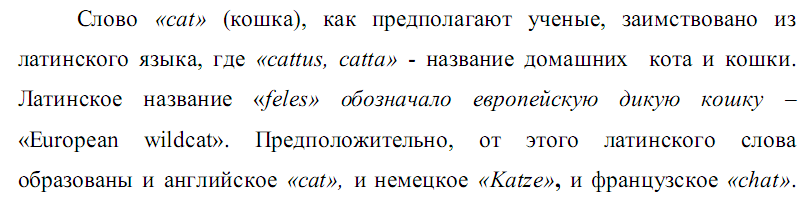 Слово «cat» (кошка), как предполагают ученые, заимствовано из
латинского языка, где «cattus, catta» - название домашних кота и кошки.
Латинское название «feles» обозначало европейскую дикую кошку –
«European wildcat». Предположительно, от этого латинского слова
образованы и английское «cat», и немецкое «Katze», и французское «chat».